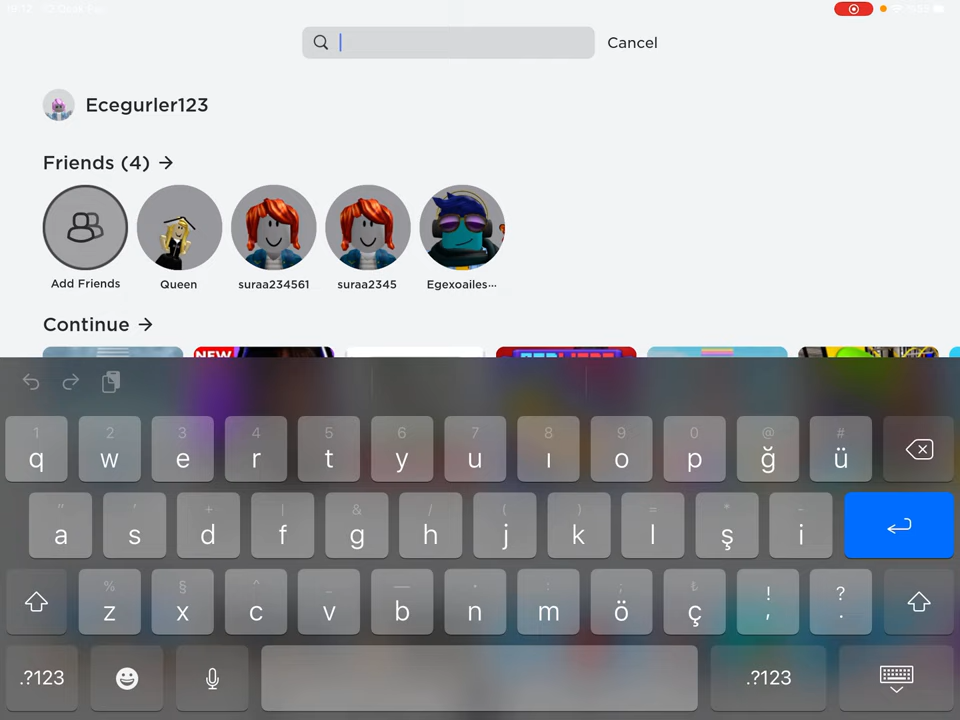 Cancel
Ecegurler123
Friends (4) →
Add Friends
Queen
suraa234561
suraa2345
Egexoailes...
Continue →
NEW
1 2 3 4 5 6 7 8 9 0 @ #
q w e r t y u ı o p ğ ü
" ' + | & / ( ) = * -
a s d f g h j k l ş i
% § ^ _ — • : ; ₺ ! ?
z x c v b n m ö ç , .
.?123
.?123